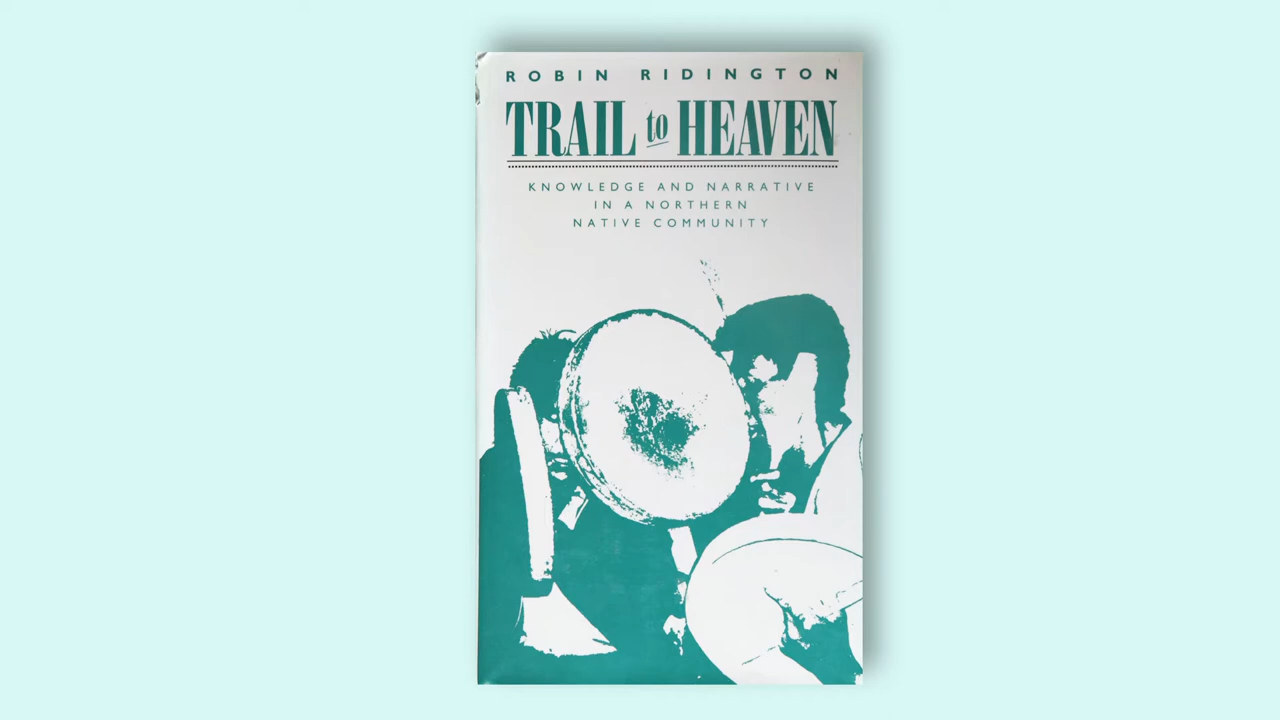 ROBIN RIDINGTON
TRAIL to HEAVEN
KNOWLEDGE AND NARRATIVE
IN A NORTHERN
NATIVE COMMUNITY